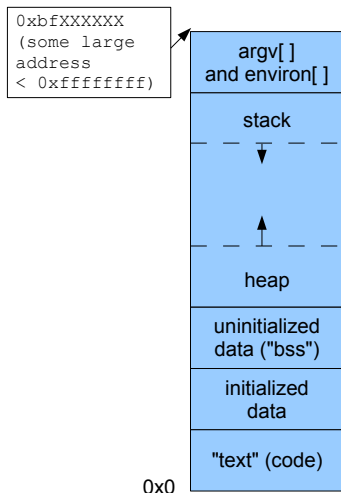 0xbfXXXXXX
(some large
address
< 0xffffffff)
argv[ ]
and environ[ ]
stack
heap
uninitialized
data ("bss")
initialized
data
"text" (code)
0x0